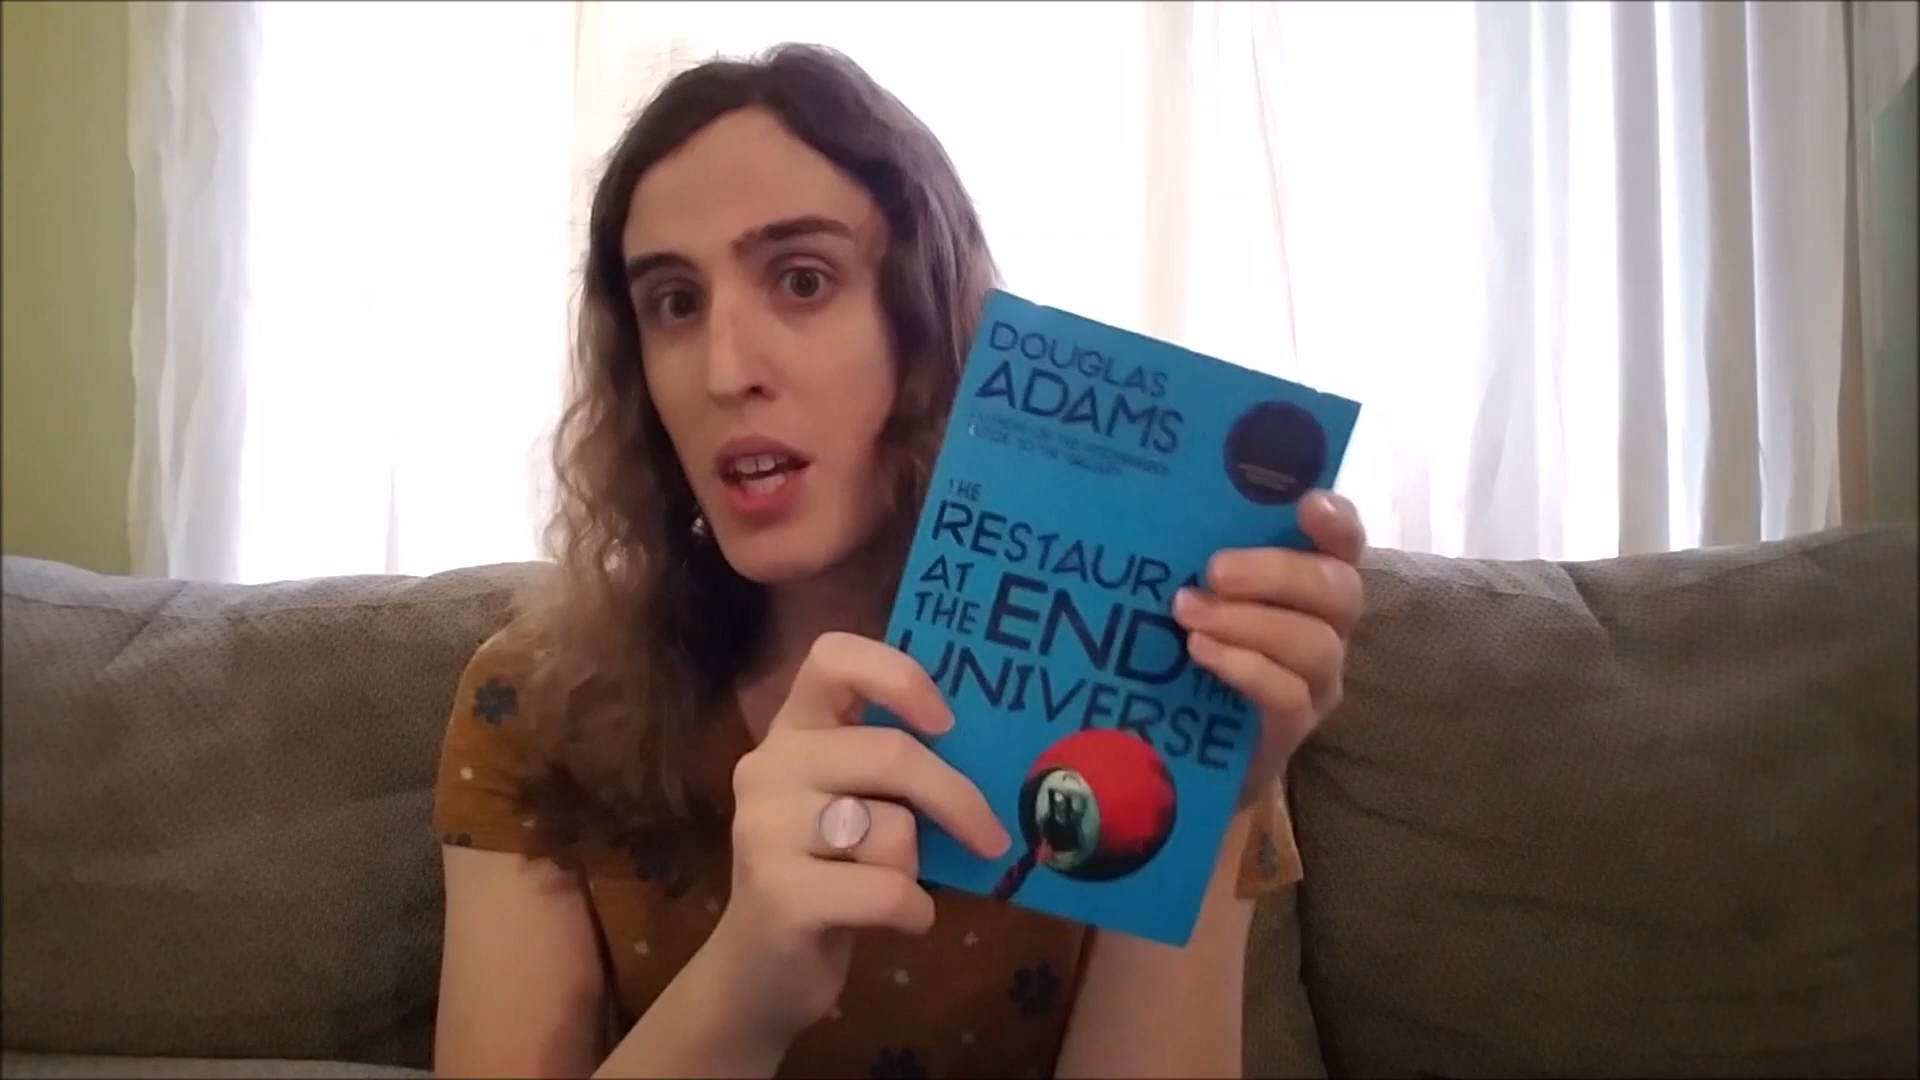 DOUGLAS
ADAMS
THE
RESTAURA
AT
THE END
THE
UNIVERSE